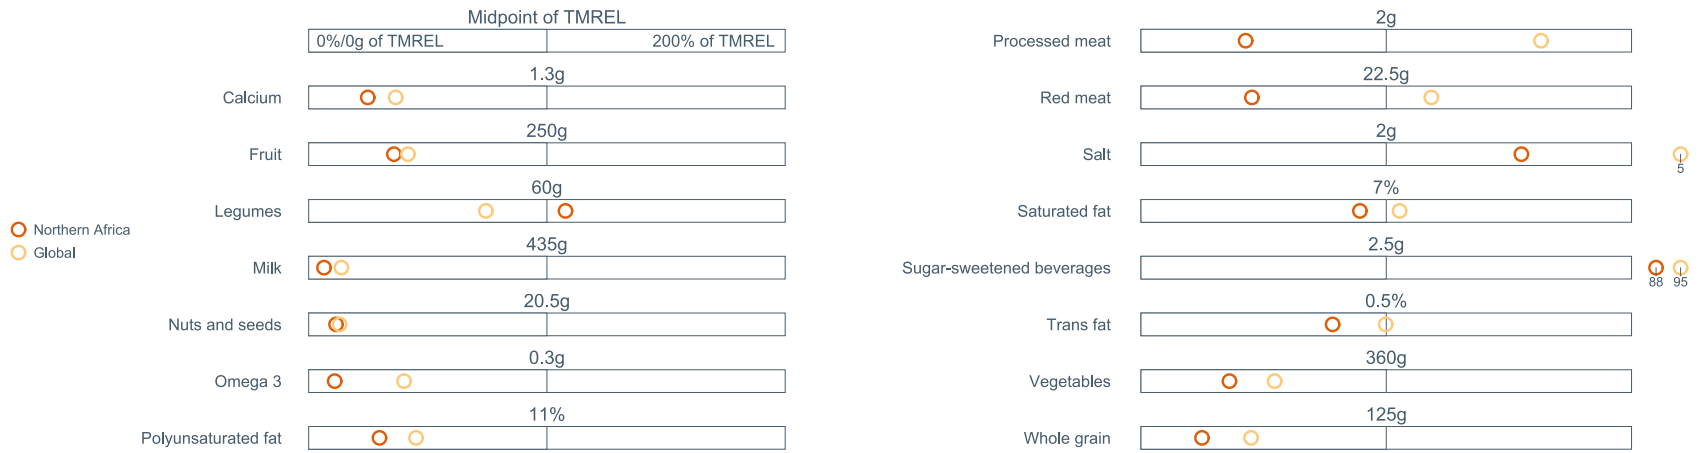 Midpoint of TMREL
0%/0g of TMREL
200% of TMREL
1.3g
Calcium
250g
Fruit
60g
Legumes
435g
Milk
20.5g
Nuts and seeds
0.3g
Omega 3
11%
Polyunsaturated fat
Northern Africa
Global
2g
Processed meat
22.5g
Red meat
2g
Salt
5
7%
Saturated fat
2.5g
Sugar-sweetened beverages
88
95
0.5%
Trans fat
360g
Vegetables
125g
Whole grain